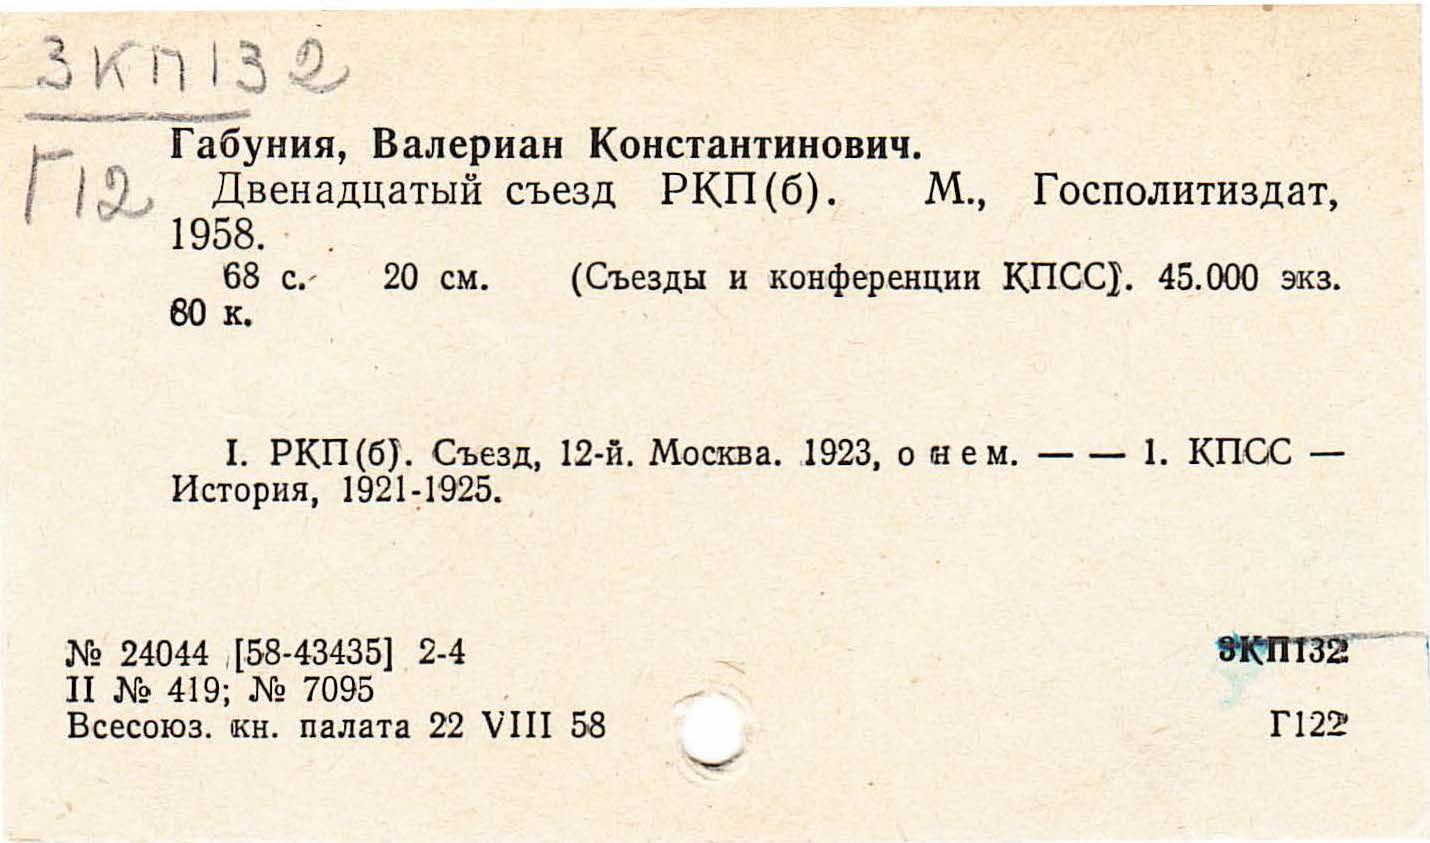 3КП132
Г12
Габуния, Валериан Константинович.
Двенадцатый съезд РКП(б). М., Госполитиздат,
1958.
68 с. 20 см. (Съезды и конференции КПСС). 45.000 экз.
80 к.
I. РКП(б). Съезд, 12-й. Москва. 1923, о нем. — — 1. КПСС —
История, 1921-1925.
№ 24044 [58-43435] 2-4
II № 419; № 7095
Всесоюз. кн. палата 22 VIII 58
3КП132
Г122